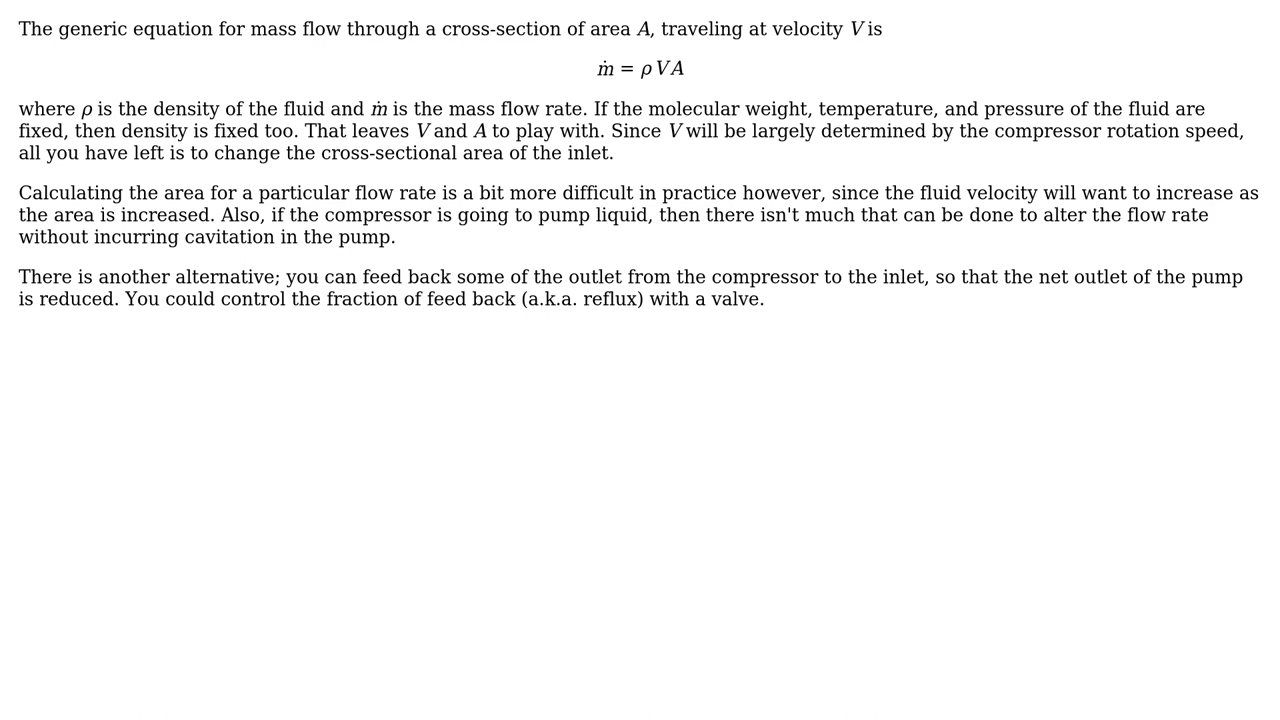 The generic equation for mass flow through a cross-section of area A, traveling at velocity V is
ṁ = ρ V A
where ρ is the density of the fluid and ṁ is the mass flow rate. If the molecular weight, temperature, and pressure of the fluid are
fixed, then density is fixed too. That leaves V and A to play with. Since V will be largely determined by the compressor rotation speed,
all you have left is to change the cross-sectional area of the inlet.
Calculating the area for a particular flow rate is a bit more difficult in practice however, since the fluid velocity will want to increase as
the area is increased. Also, if the compressor is going to pump liquid, then there isn't much that can be done to alter the flow rate
without incurring cavitation in the pump.
There is another alternative; you can feed back some of the outlet from the compressor to the inlet, so that the net outlet of the pump
is reduced. You could control the fraction of feed back (a.k.a. reflux) with a valve.